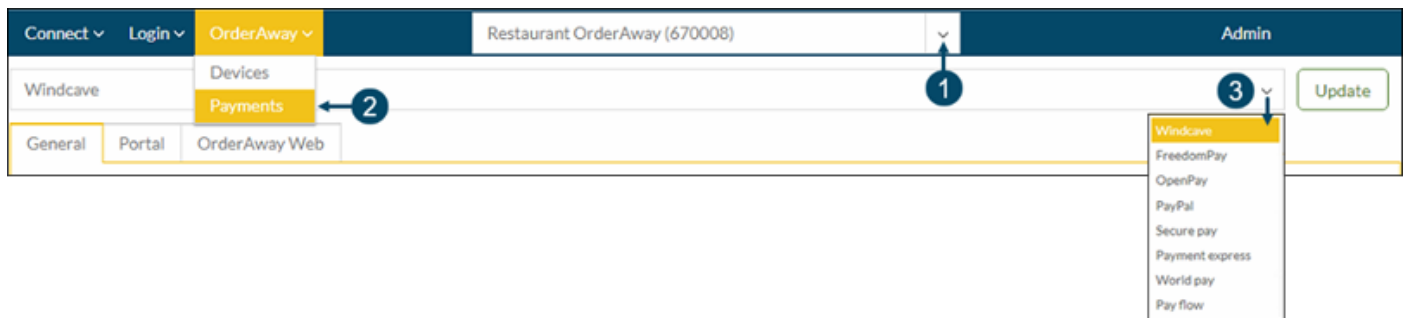 Connect Login OrderAway Restaurant OrderAway (670008) Admin
Devices
Windcave
Payments
1
2
3
Update
General Portal OrderAway Web
Windcave
FreedomPay
OpenPay
PayPal
Secure pay
Payment express
World pay
Pay flow